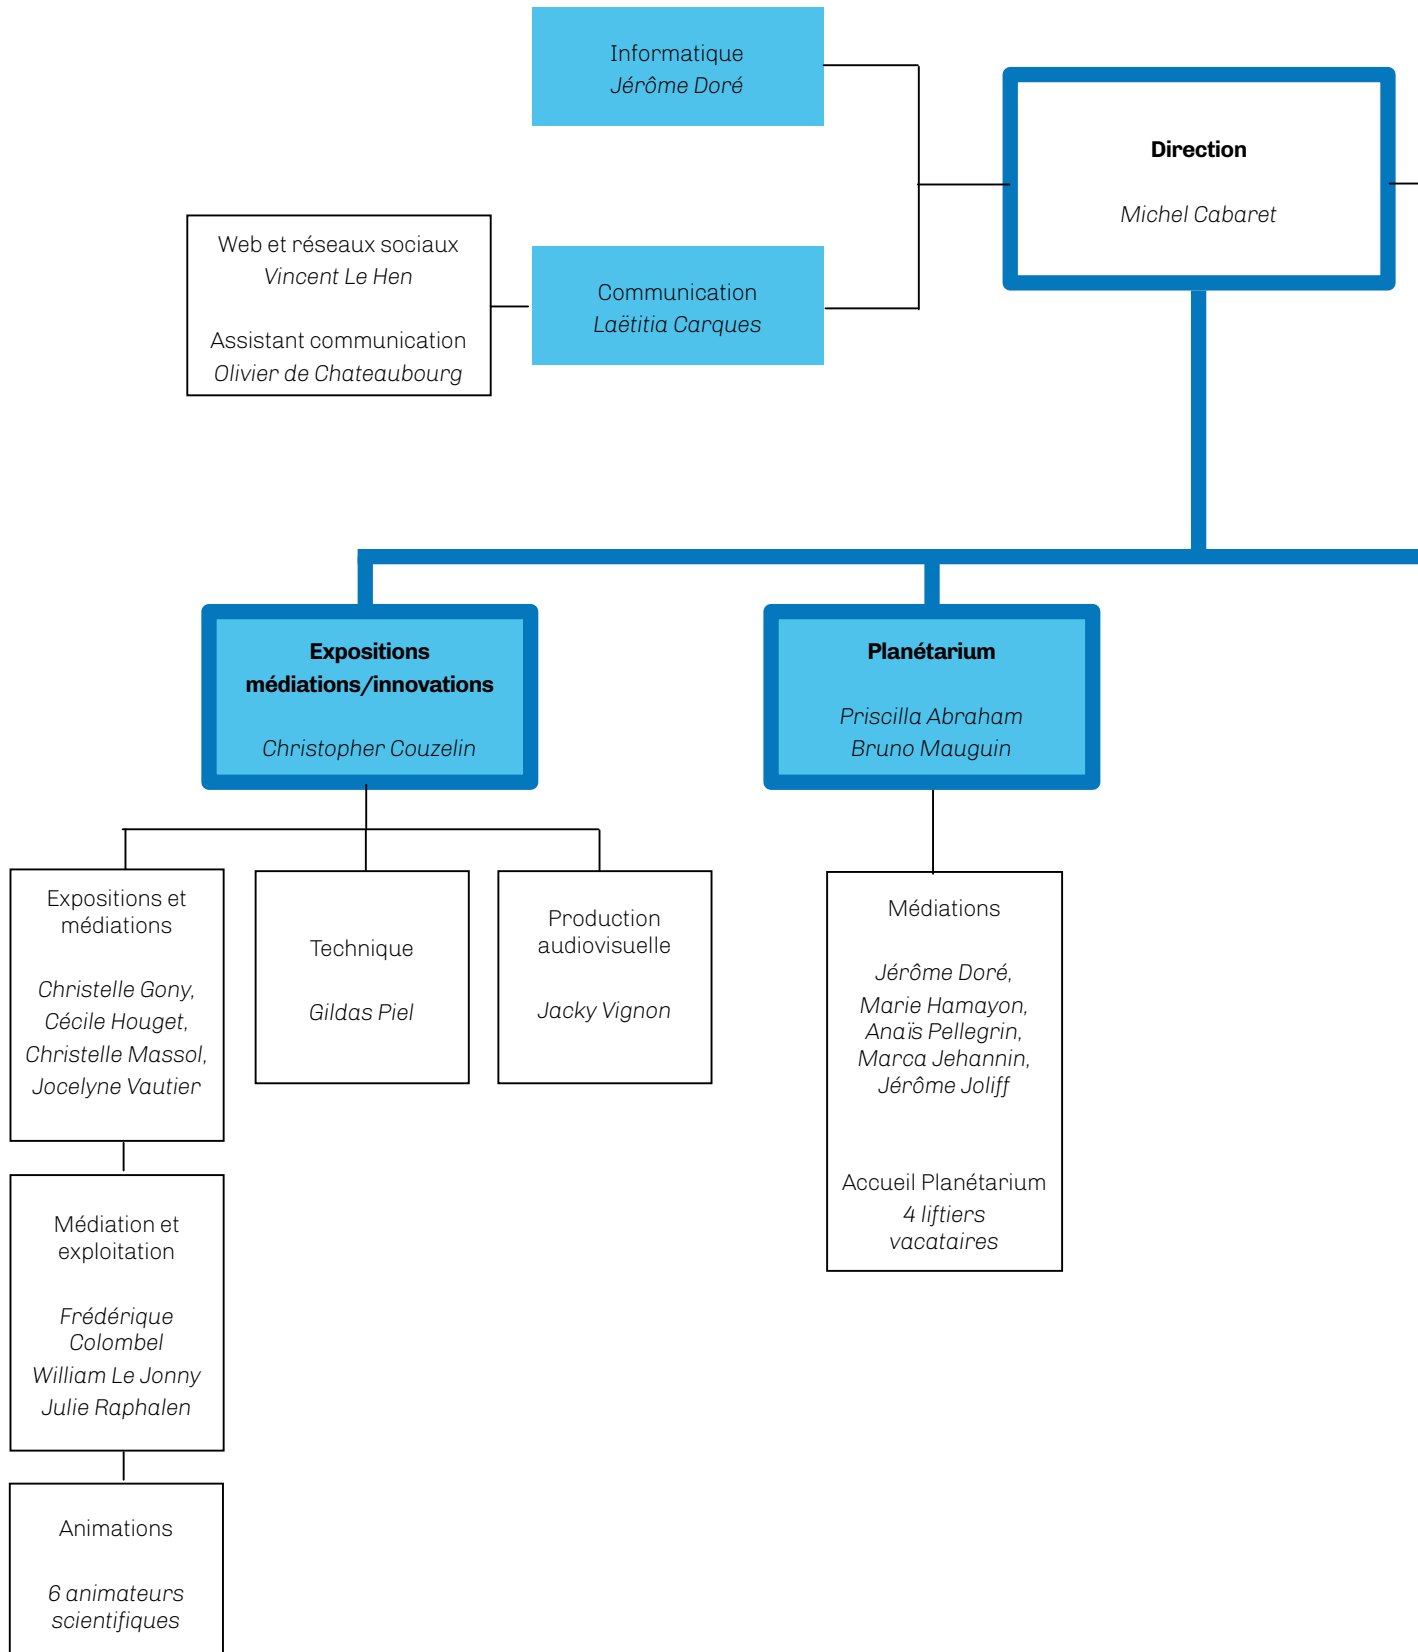 Informatique
Jérôme Doré
Direction
Michel Cabaret
Web et réseaux sociaux
Vincent Le Hen
Assistant communication
Olivier de Chateaubourg
Communication
Laëtitia Carques
Expositions
médiations/innovations
Christopher Couzelin
Planétarium
Priscilla Abraham
Bruno Mauguin
Expositions et
médiations
Christelle Gony,
Cécile Houget,
Christelle Massol,
Jocelyne Vautier
Technique
Gildas Piel
Production
audiovisuelle
Jacky Vignon
Médiations
Jérôme Doré,
Marie Hamayon,
Anaïs Pellegrin,
Marca Jehannin,
Jérôme Joliff
Accueil Planétarium
4 liftiers
vacataires
Médiation et
exploitation
Frédérique
Colombel
William Le Jonny
Julie Raphalen
Animations
6 animateurs
scientifiques